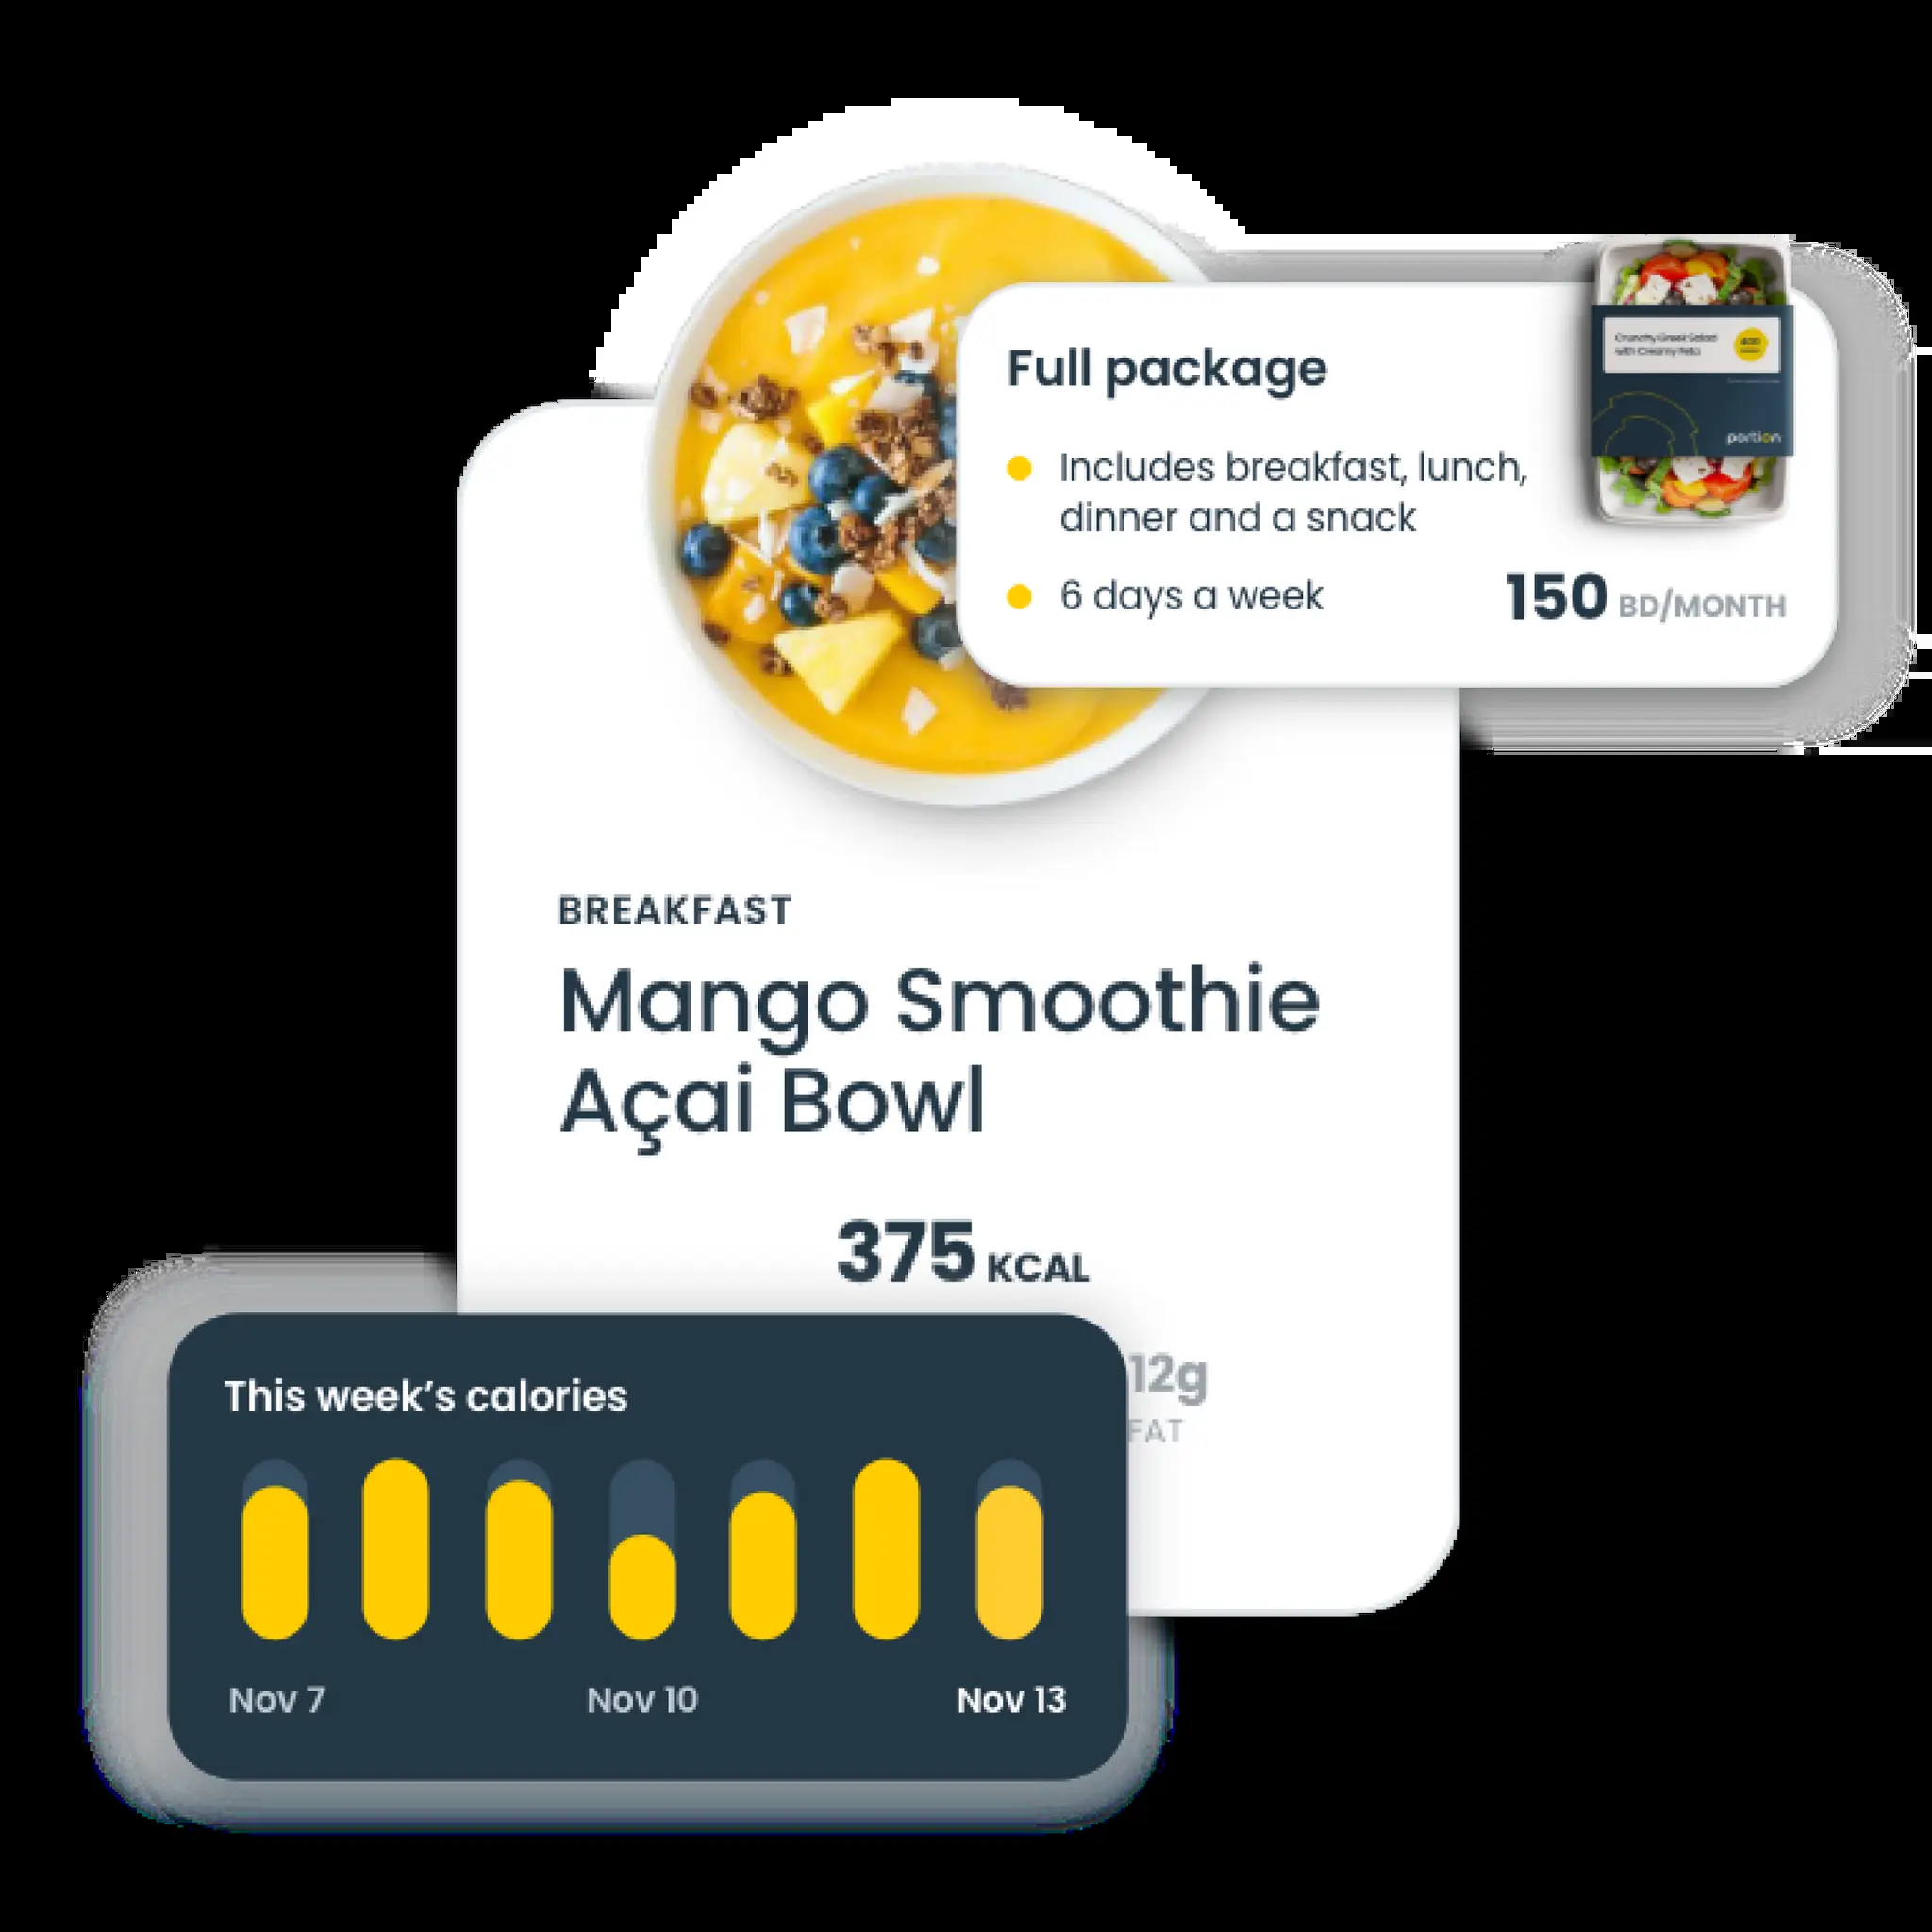 Full package
Includes breakfast, lunch,
dinner and a snack
6 days a week
150 BD/MONTH
Crunchy Greek Salad
with Creamy Feta
400
portion
BREAKFAST
Mango Smoothie
Açai Bowl
375 KCAL
12g
FAT
This week’s calories
Nov 7
Nov 10
Nov 13